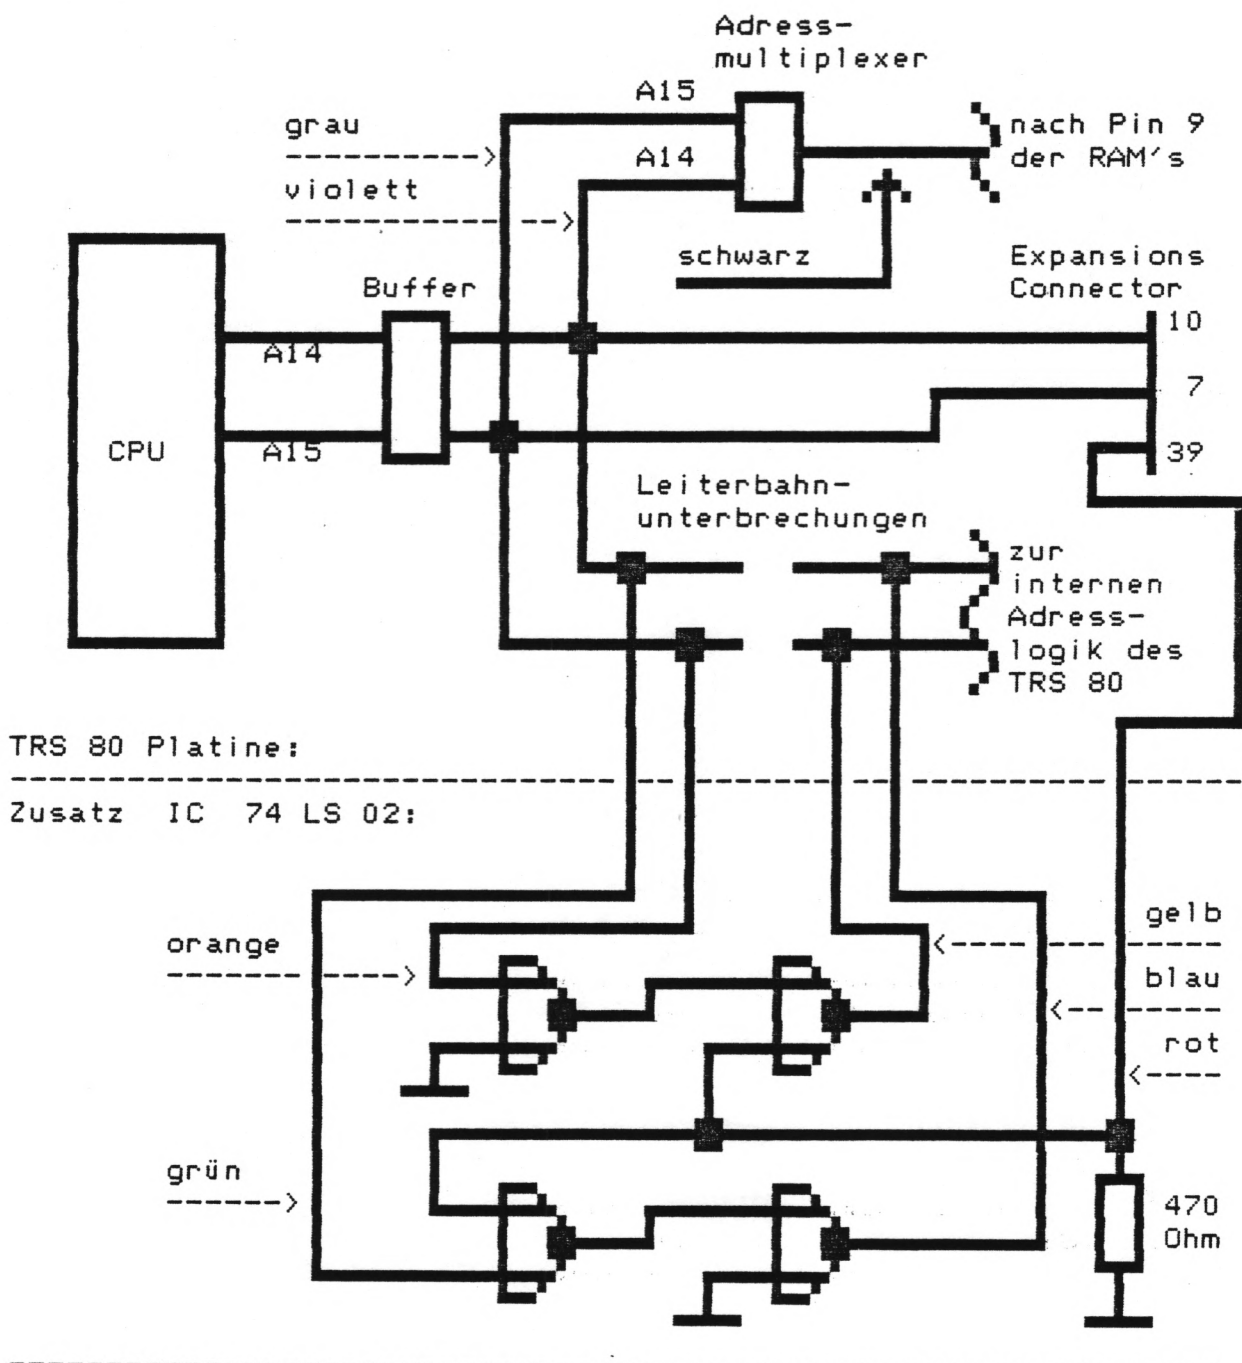 Adress-
multiplexer
A15
grau
A14
violett
nach Pin 9
der RAM's
schwarz
Buffer
Expansions
Connector
10
A14
7
CPU
A15
39
Leiterbahn-
unterbrechungen
zur
internen
Adress-
logik des
TRS 80
TRS 80 Platine:
Zusatz IC 74 LS 02:
orange
gelb
blau
rot
grün
470
Ohm